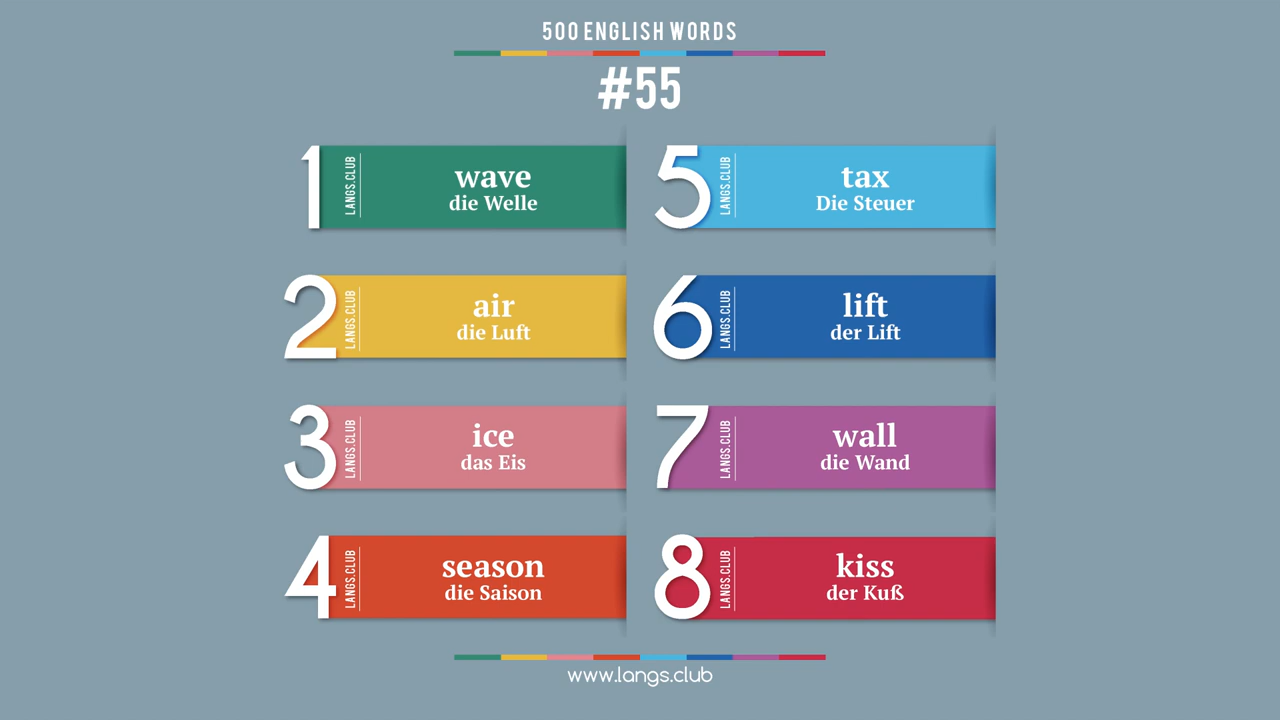 500 ENGLISH WORDS
#55
1
LANGS.CLUB
wave
die Welle
2
LANGS.CLUB
air
die Luft
3
LANGS.CLUB
ice
das Eis
4
LANGS.CLUB
season
die Saison
5
LANGS.CLUB
tax
Die Steuer
6
LANGS.CLUB
lift
der Lift
7
LANGS.CLUB
wall
die Wand
8
LANGS.CLUB
kiss
der Kuß
www.langs.club